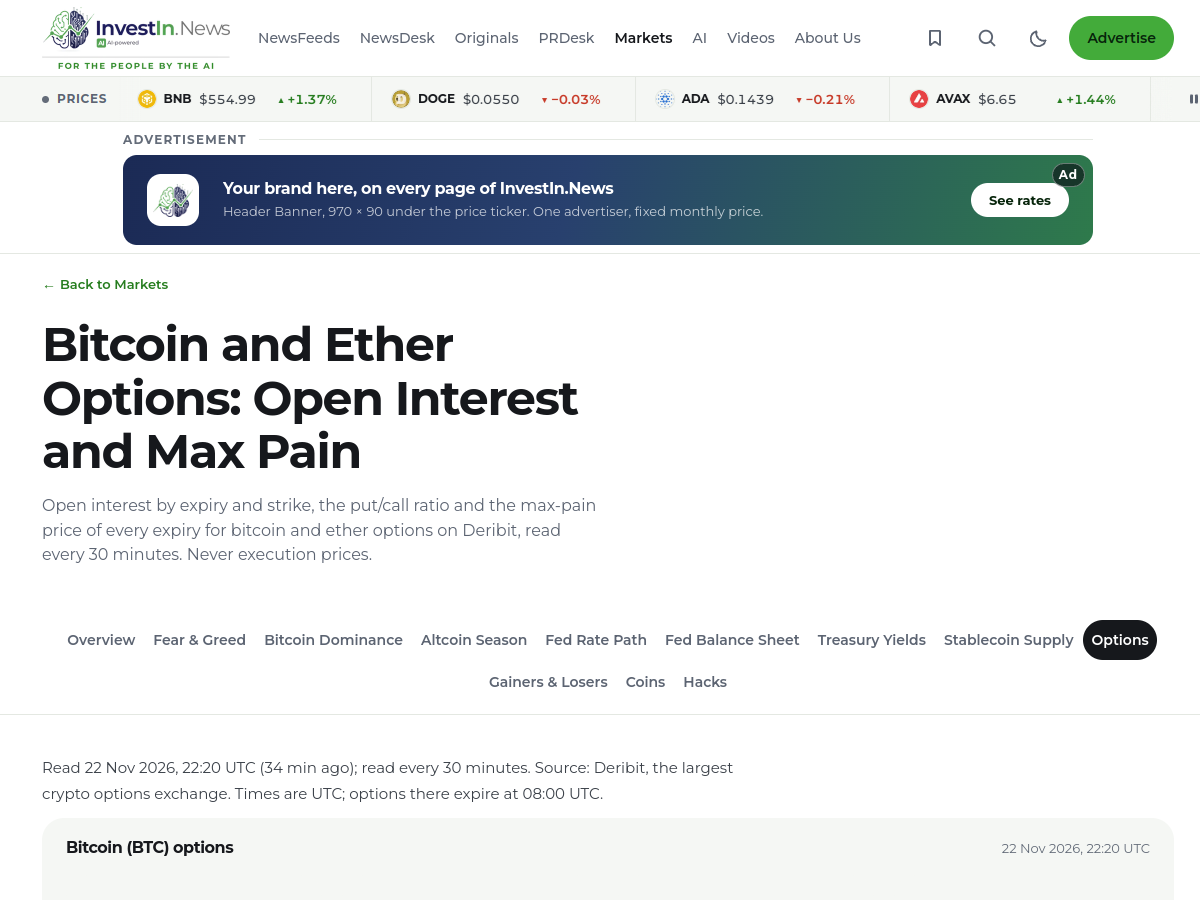 InvestIn.News
AI AI-powered
FOR THE PEOPLE BY THE AI
NewsFeeds NewsDesk Originals PRDesk Markets AI Videos About Us
Advertise
PRICES BNB $554.99 ▲ +1.37% DOGE $0.0550 ▼ −0.03% ADA $0.1439 ▼ −0.21% AVAX $6.65 ▲ +1.44%
ADVERTISEMENT
Ad
Your brand here, on every page of InvestIn.News
Header Banner, 970 × 90 under the price ticker. One advertiser, fixed monthly price.
See rates
← Back to Markets
Bitcoin and Ether
Options: Open Interest
and Max Pain
Open interest by expiry and strike, the put/call ratio and the max-pain
price of every expiry for bitcoin and ether options on Deribit, read
every 30 minutes. Never execution prices.
Overview Fear & Greed Bitcoin Dominance Altcoin Season Fed Rate Path Fed Balance Sheet Treasury Yields Stablecoin Supply Options
Gainers & Losers Coins Hacks
Read 22 Nov 2026, 22:20 UTC (34 min ago); read every 30 minutes. Source: Deribit, the largest
crypto options exchange. Times are UTC; options there expire at 08:00 UTC.
Bitcoin (BTC) options
22 Nov 2026, 22:20 UTC